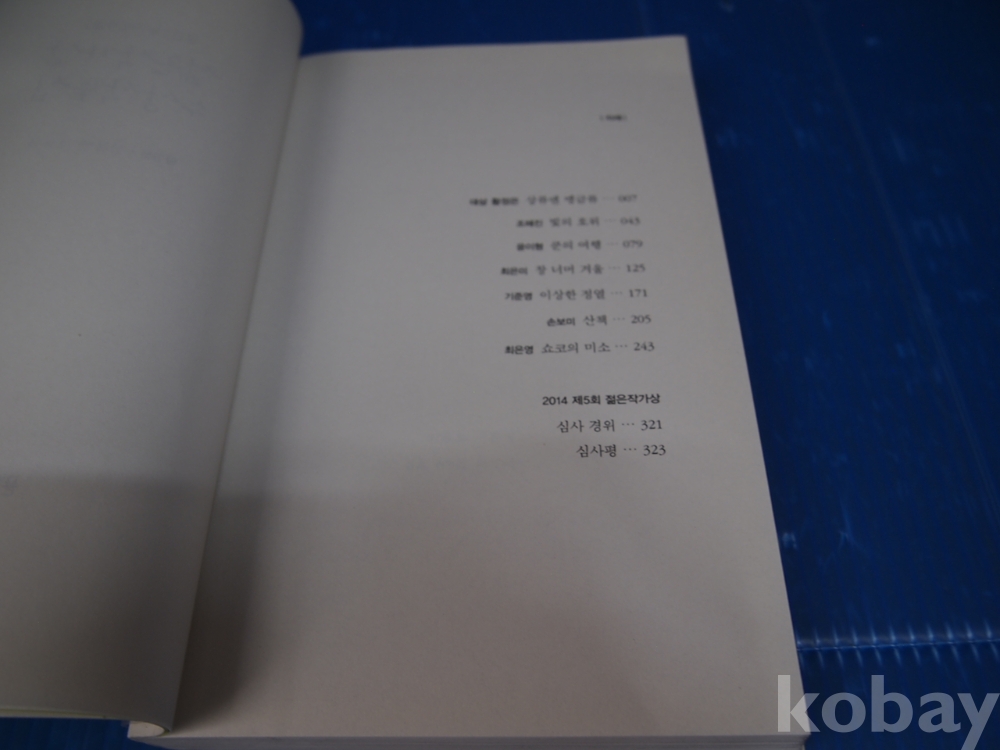 | 차례 |
대상 황정은 상류엔 맹금류 … 007
조해진 빛의 호위 … 043
윤이형 쿤의 여행 … 079
최은미 창 너머 겨울 … 125
기준영 이상한 정열 … 171
손보미 산책 … 205
최은영 쇼코의 미소 … 243
2014 제5회 젊은작가상
심사 경위 … 321
심사평 … 323
kobay